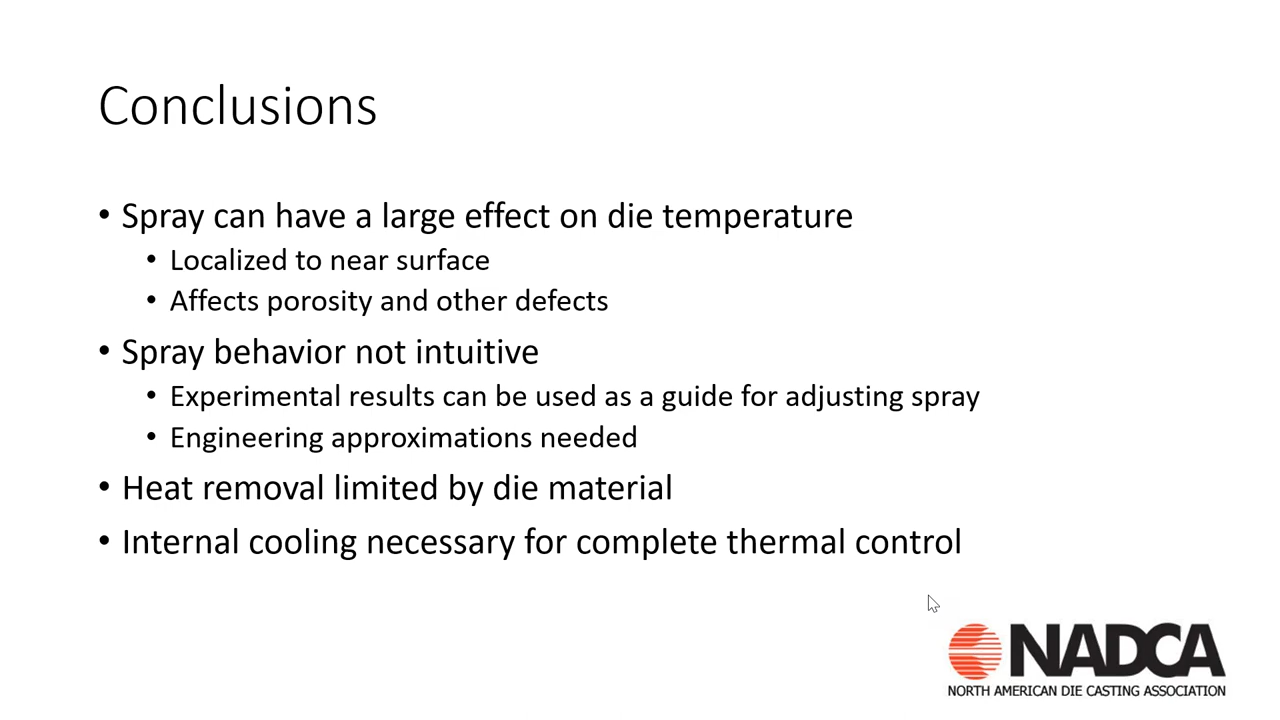 Conclusions
• Spray can have a large effect on die temperature
• Localized to near surface
• Affects porosity and other defects
• Spray behavior not intuitive
• Experimental results can be used as a guide for adjusting spray
• Engineering approximations needed
• Heat removal limited by die material
• Internal cooling necessary for complete thermal control
NADCA
NORTH AMERICAN DIE CASTING ASSOCIATION